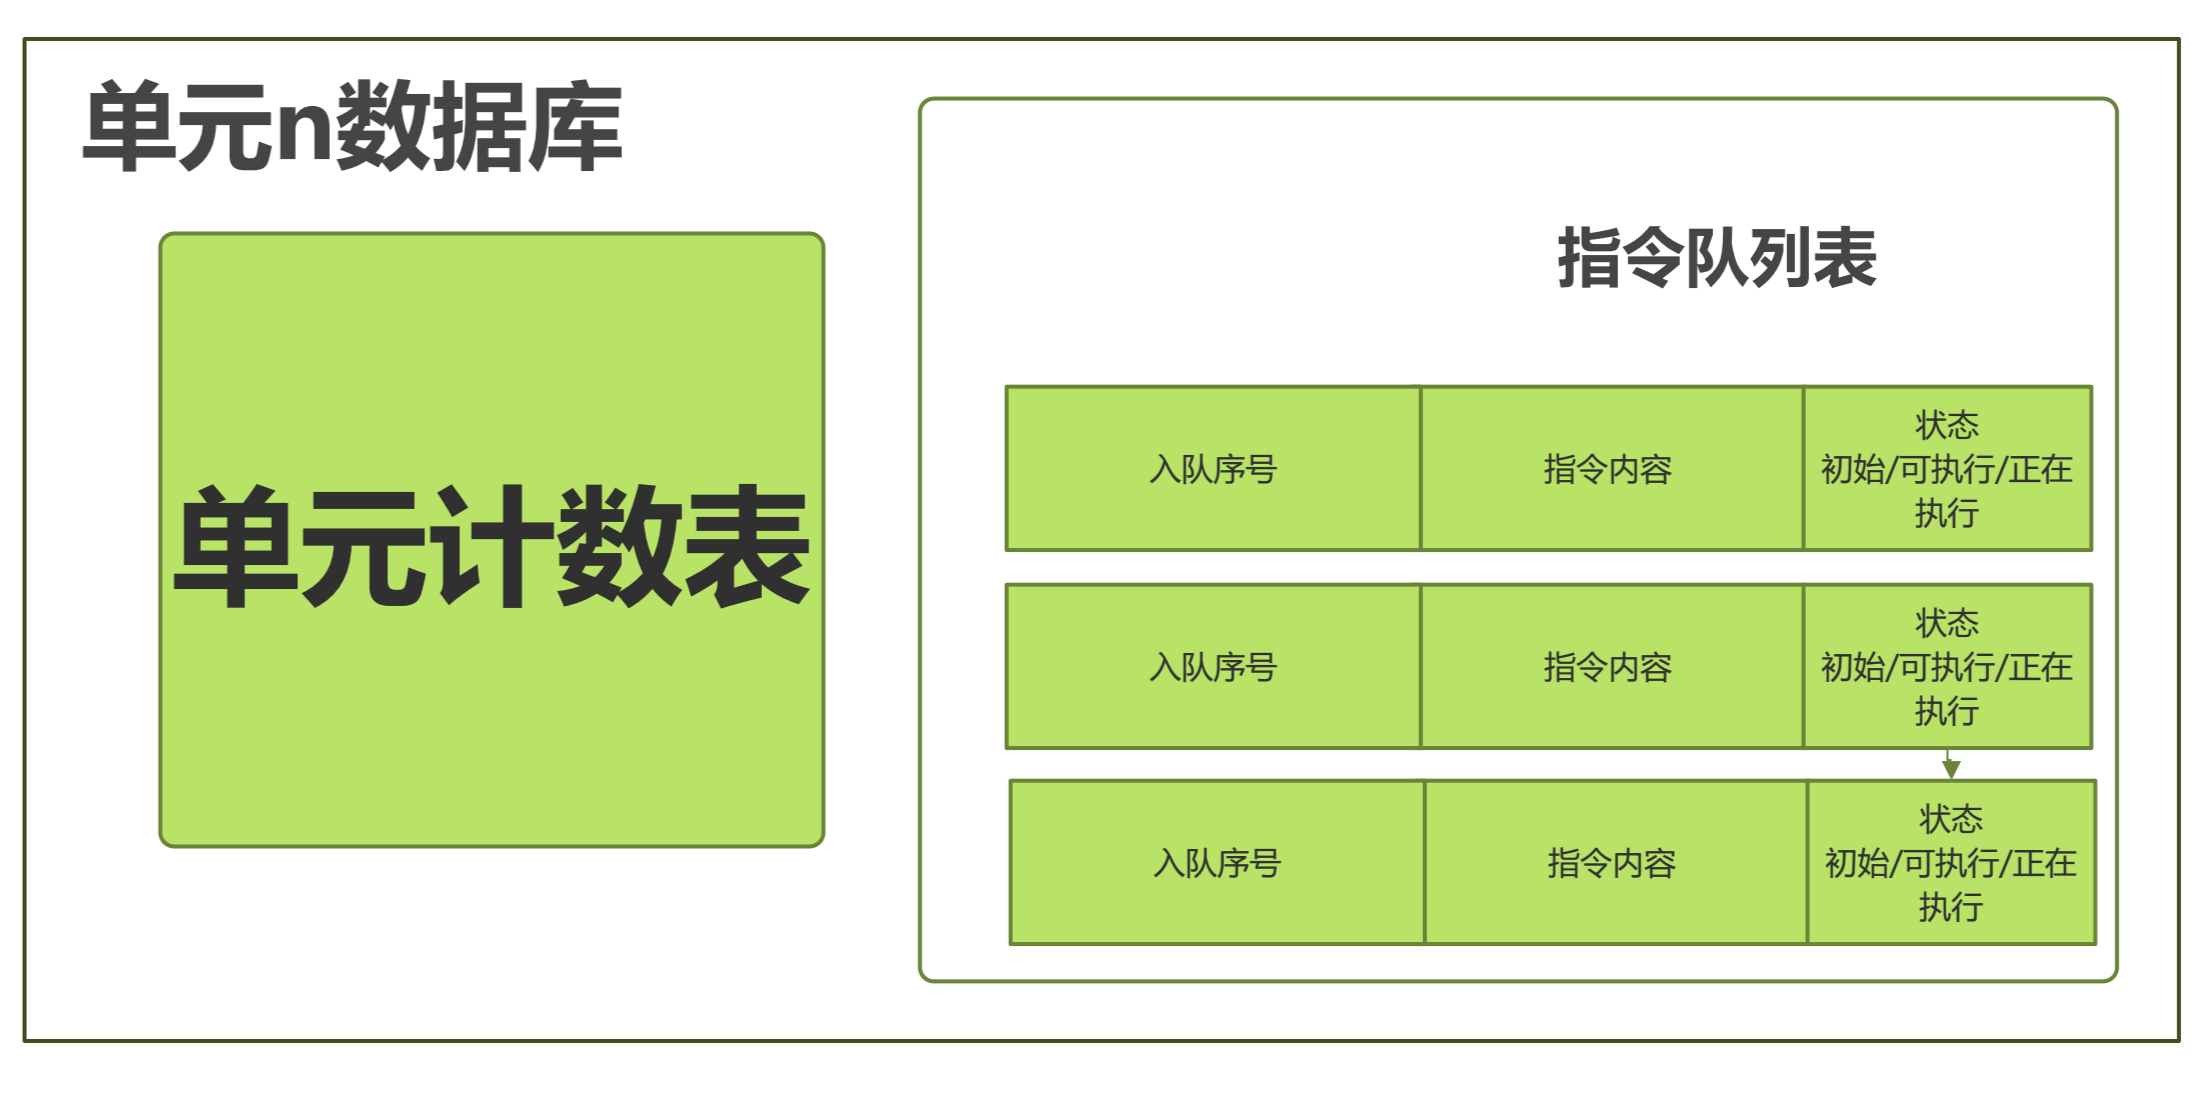 单元n数据库
单元计数表
指令队列表
入队序号
指令内容
状态
初始/可执行/正在
执行
入队序号
指令内容
状态
初始/可执行/正在
执行
入队序号
指令内容
状态
初始/可执行/正在
执行